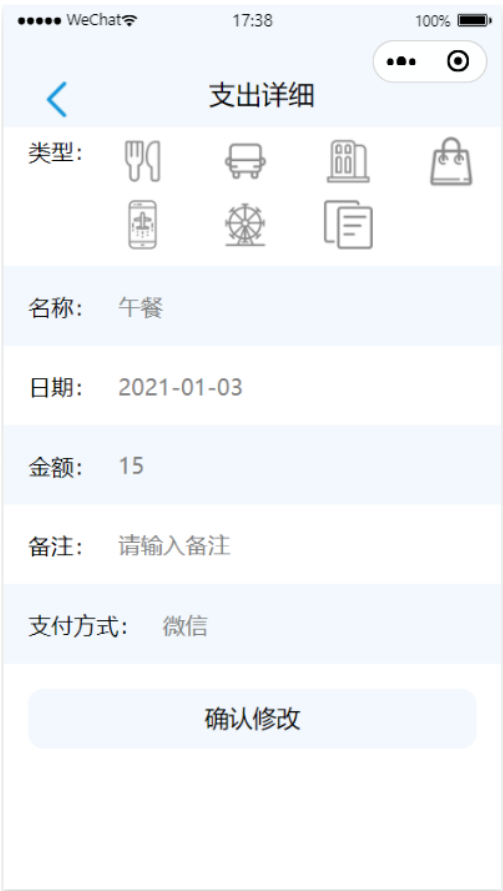 WeChat 17:38 100%
支出详细
类型：
名称： 午餐
日期： 2021-01-03
金额： 15
备注： 请输入备注
支付方式： 微信
确认修改